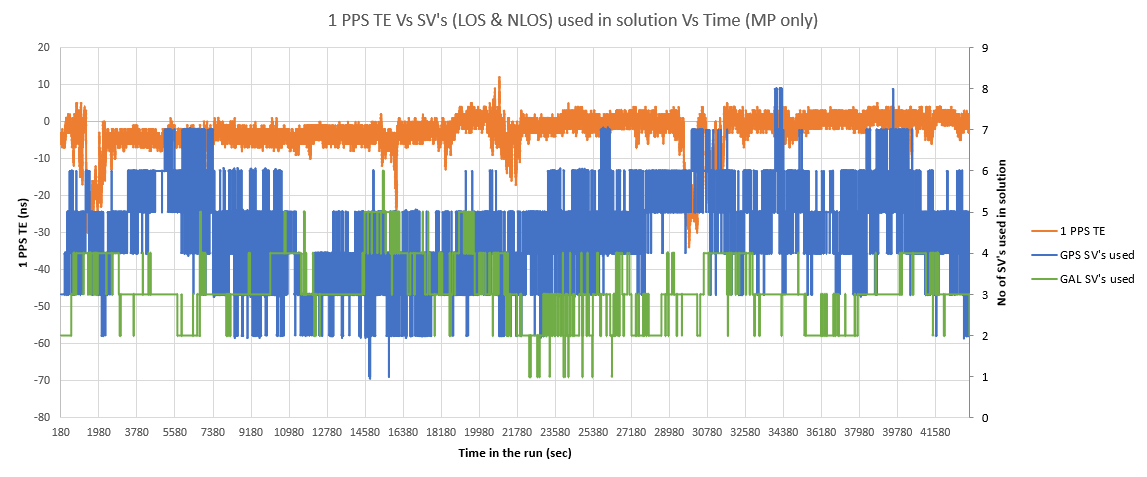 1 PPS TE Vs SV's (LOS & NLOS) used in solution Vs Time (MP only)
20
10
0
-10
-20
-30
-40
-50
-60
-70
-80
1 PPS TE (ns)
9
8
7
6
5
4
3
2
1
0
No of SV's used in solution
1 PPS TE
GPS SV's used
GAL SV's used
180 1980 3780 5580 7380 9180 10980 12780 14580 16380 18180 19980 21780 23580 25380 27180 28980 30780 32580 34380 36180 37980 39780 41580
Time in the run (sec)